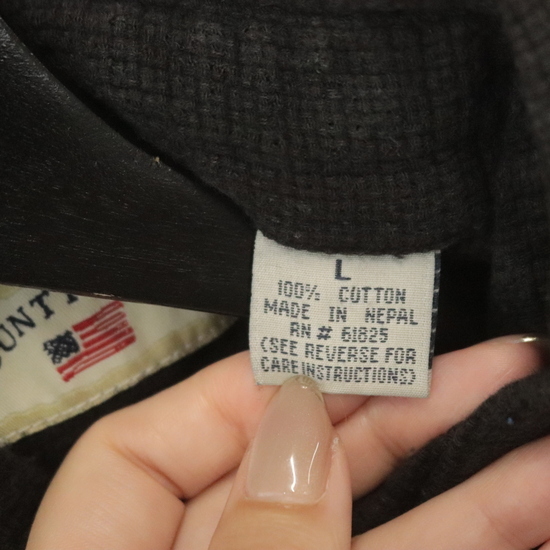 L
100% COTTON
MADE IN NEPAL
RN # 61825
(SEE REVERSE FOR
CARE INSTRUCTIONS)